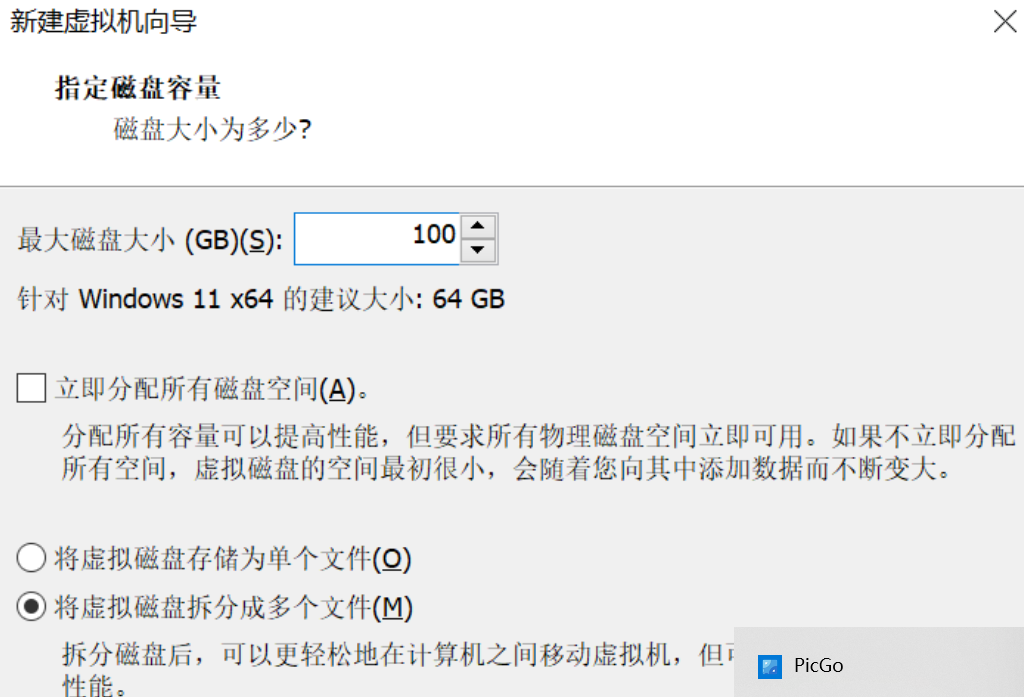 新建虚拟机向导
指定磁盘容量
磁盘大小为多少?
最大磁盘大小 (GB)(S): 100
针对 Windows 11 x64 的建议大小: 64 GB
立即分配所有磁盘空间(A)。
分配所有容量可以提高性能，但要求所有物理磁盘空间立即可用。如果不立即分配
所有空间，虚拟磁盘的空间最初很小，会随着您向其中添加数据而不断变大。
将虚拟磁盘存储为单个文件(O)
将虚拟磁盘拆分成多个文件(M)
拆分磁盘后，可以更轻松地在计算机之间移动虚拟机，但
性能。
PicGo